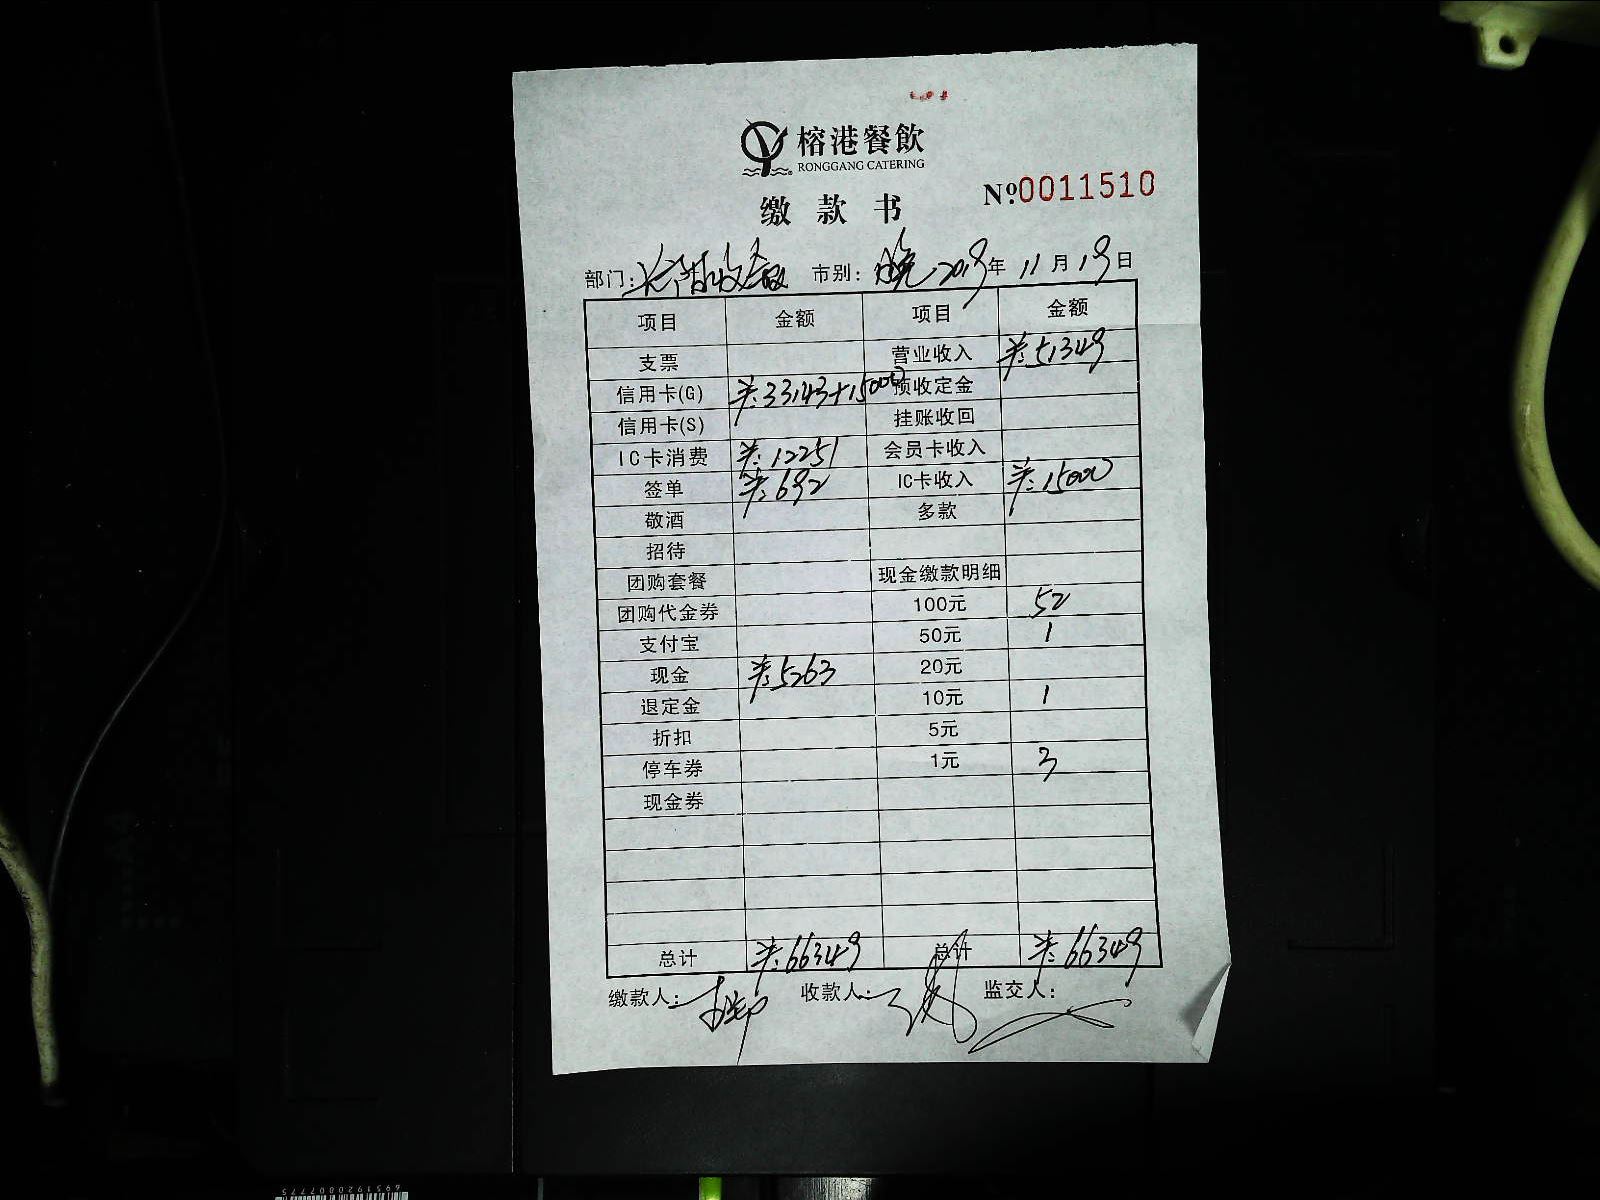 榕港餐飲
RONGGANG CATERING
缴款书 №0011510
部门: 市别: 晚 2019年 11月 19日
项目 金额 项目 金额
支票 营业收入 ¥:51349
信用卡(G) ¥:33143+15000 预收定金
信用卡(S) 挂账收回
IC卡消费 ¥:12251 会员卡收入
签单 ¥:692 IC卡收入 ¥:15000
敬酒 多款
招待
团购套餐 现金缴款明细
团购代金券 100元 52
支付宝 50元 1
现金 ¥:5263 20元
退定金 10元 1
折扣 5元
停车券 1元 3
现金券
总计 ¥:66349 总计 ¥:66349
缴款人: 收款人: 监交人: